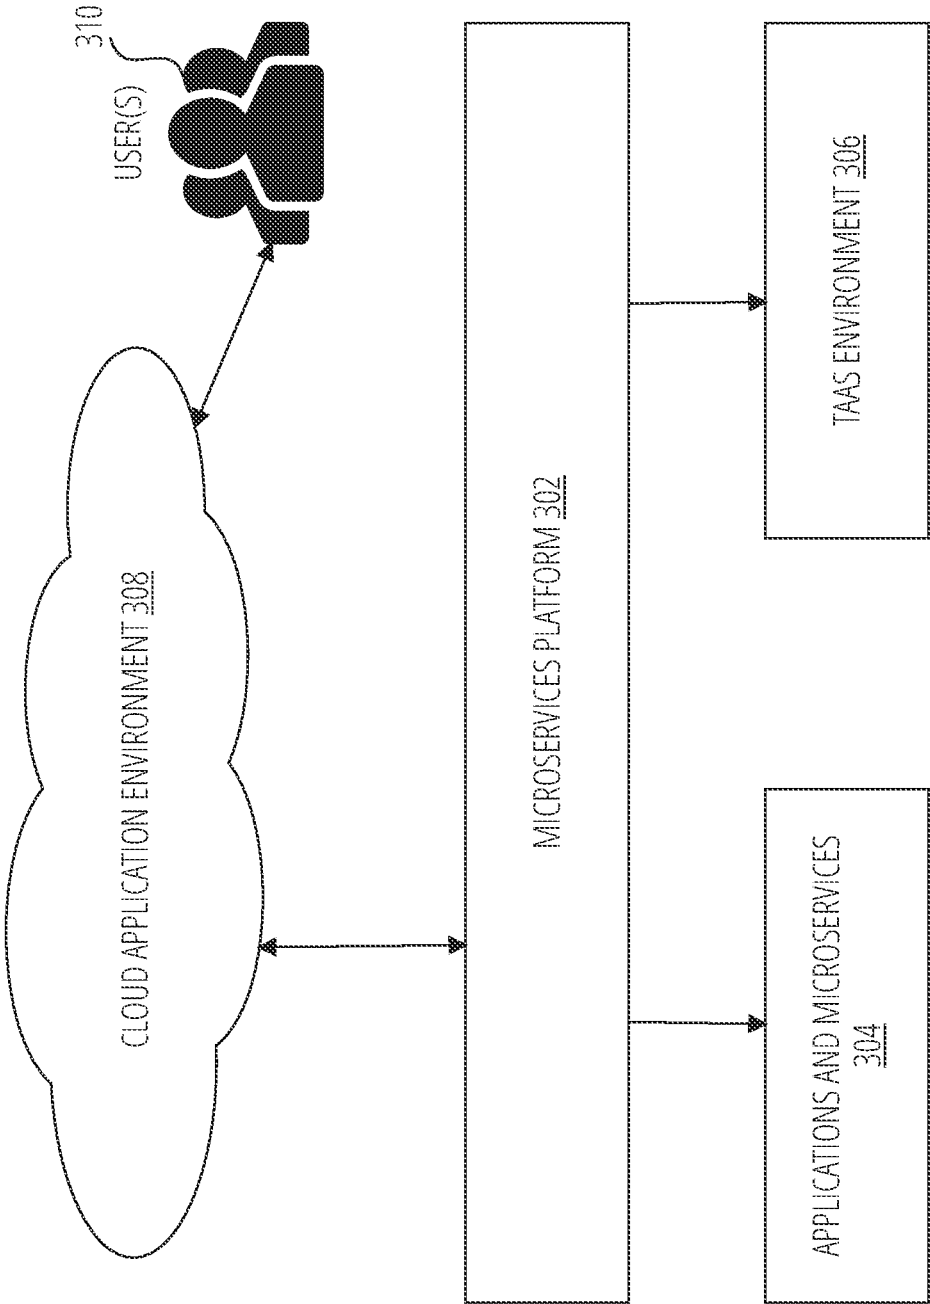 310
USER(S)
CLOUD APPLICATION ENVIRONMENT 308
MICROSERVICES PLATFORM 302
APPLICATIONS AND MICROSERVICES
304
TAAS ENVIRONMENT 306